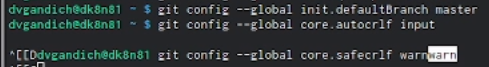 dvgandich@dk8n81 ~ $ git config --global init.defaultBranch master
dvgandich@dk8n81 ~ $ git config --global core.autocrlf input
^[[Ddvgandich@dk8n81 git config --global core.safecrlf warnwarn